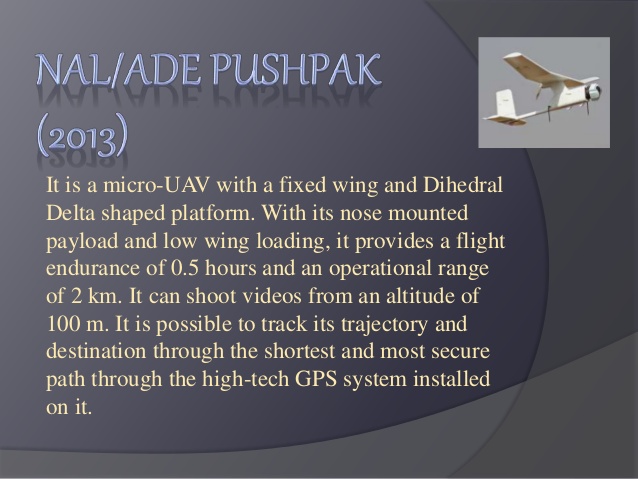 NAL/ADE PUSHPAK
(2013)
It is a micro-UAV with a fixed wing and Dihedral
Delta shaped platform. With its nose mounted
payload and low wing loading, it provides a flight
endurance of 0.5 hours and an operational range
of 2 km. It can shoot videos from an altitude of
100 m. It is possible to track its trajectory and
destination through the shortest and most secure
path through the high-tech GPS system installed
on it.